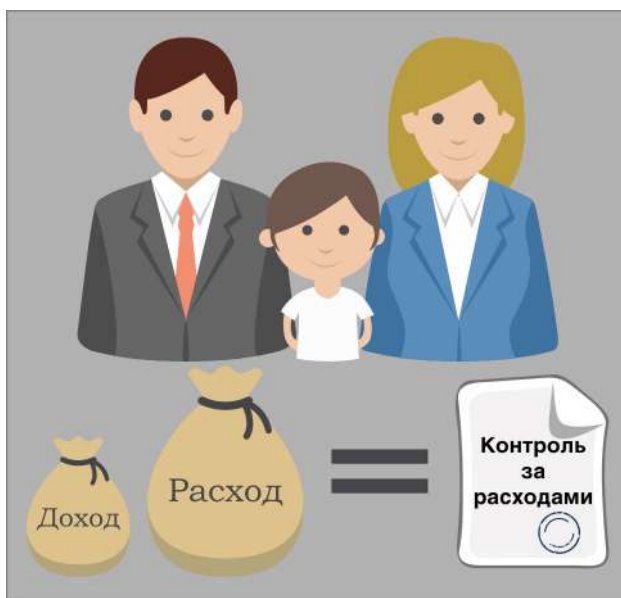 Доход
Расход
Контроль
за
расходами